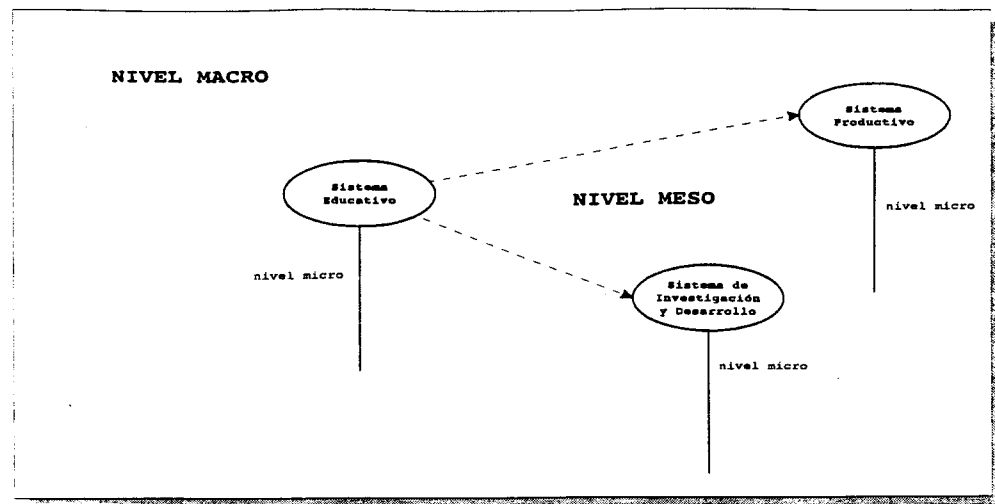 NIVEL MACRO
Sistema
Productivo
Sistema
Educativo
NIVEL MESO
nivel micro
nivel micro
Sistema de
Investigación
y Desarrollo
nivel micro